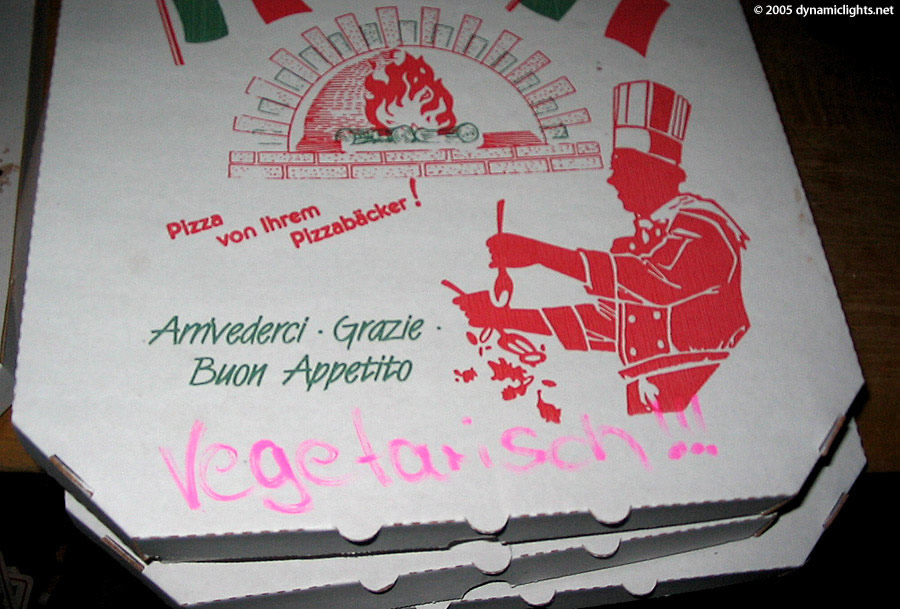 © 2005 dynamiclights.net
Pizza
von Ihrem
Pizzabäcker!
Arrivederci · Grazie ·
Buon Appetito
Vegetarisch!!!